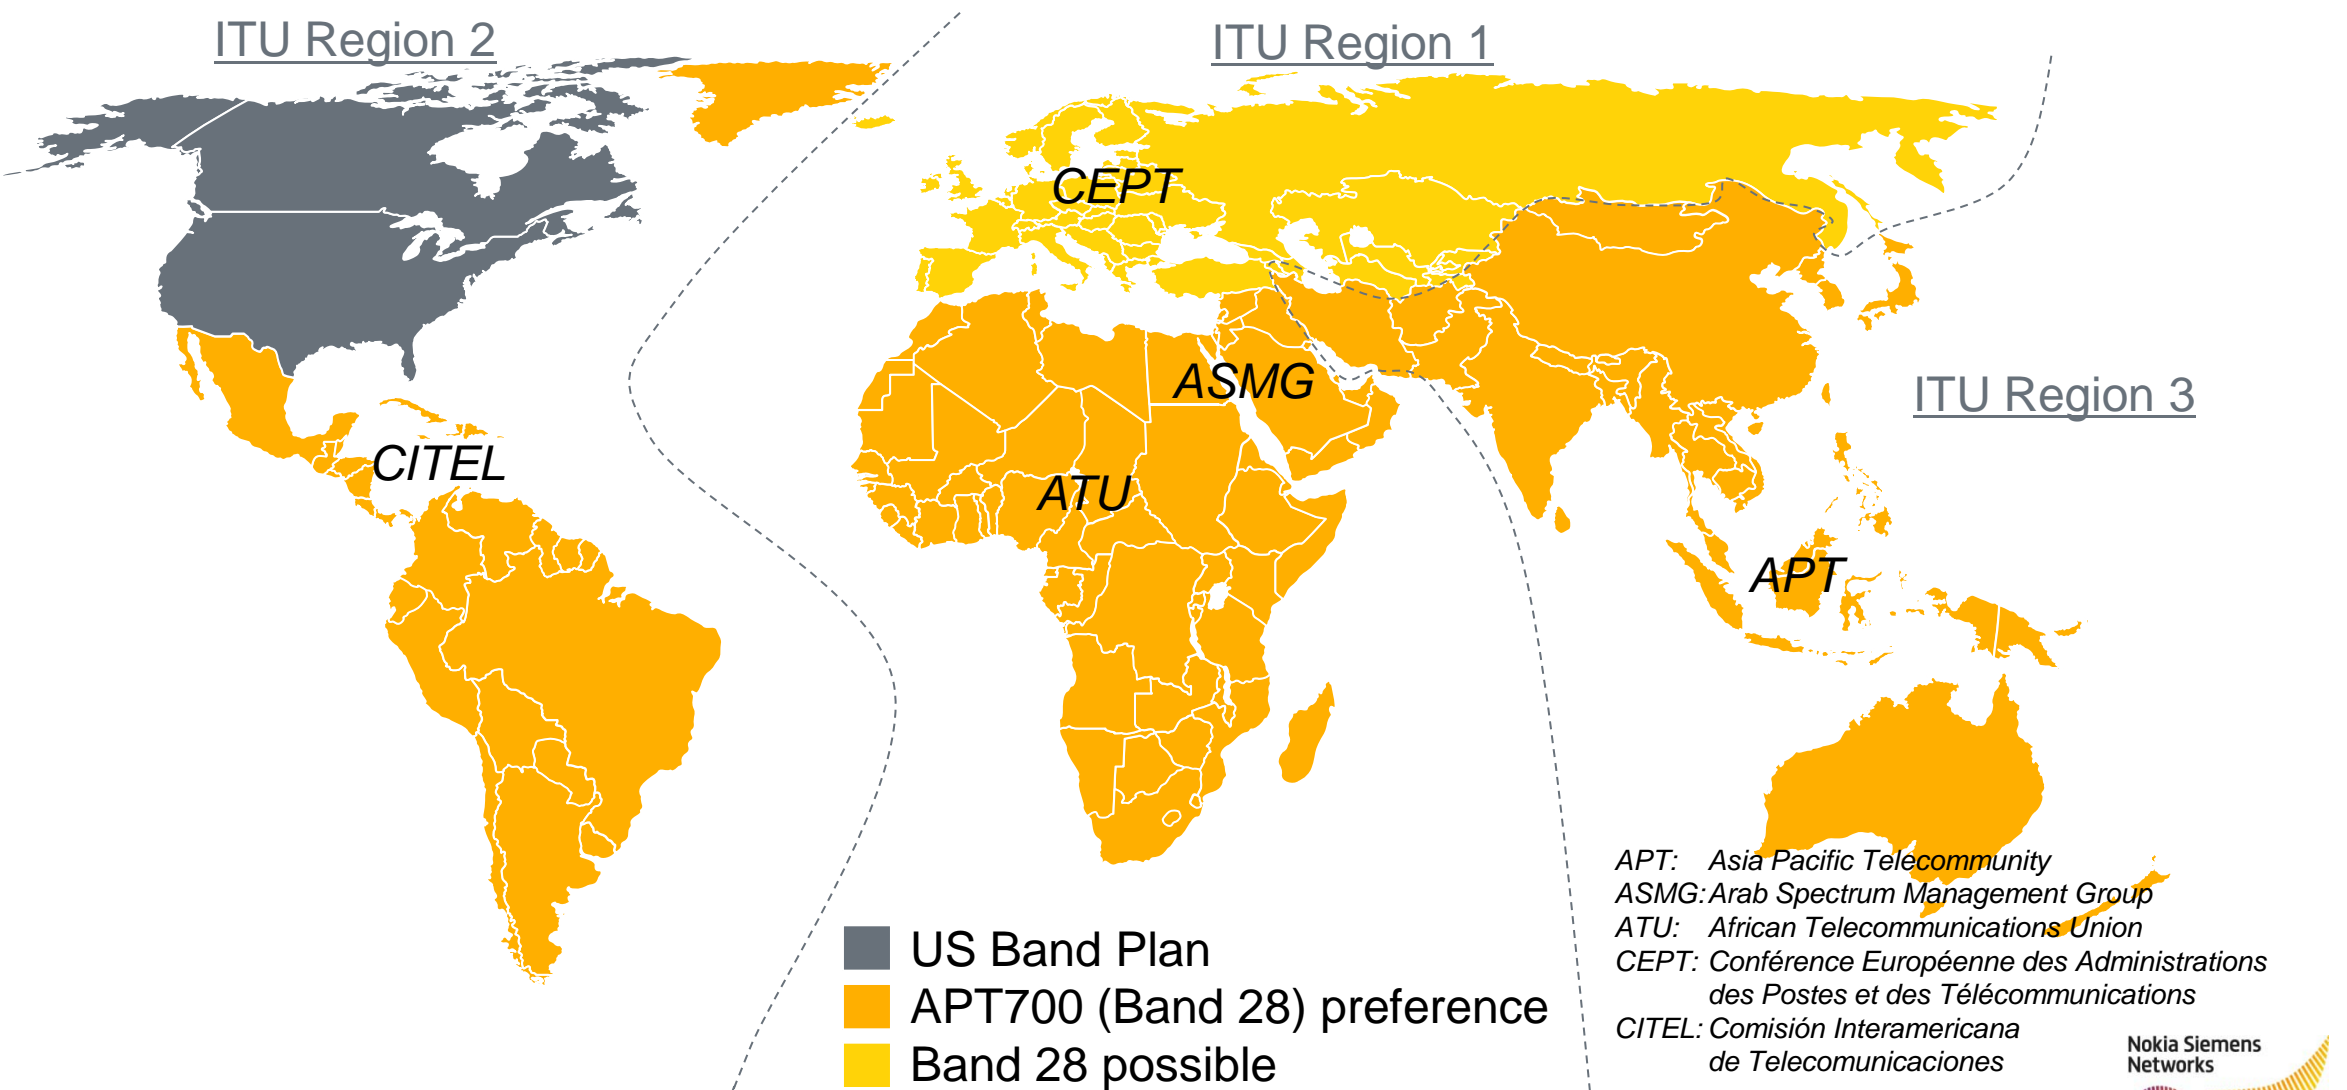 ITU Region 2
ITU Region 1
CEPT
ASMG
ITU Region 3
CITEL
ATU
APT
US Band Plan
APT700 (Band 28) preference
Band 28 possible
APT: Asia Pacific Telecommunity
ASMG: Arab Spectrum Management Group
ATU: African Telecommunications Union
CEPT: Conférence Européenne des Administrations
des Postes et des Télécommunications
CITEL: Comisión Interamericana
de Telecomunicaciones
Nokia Siemens
Networks